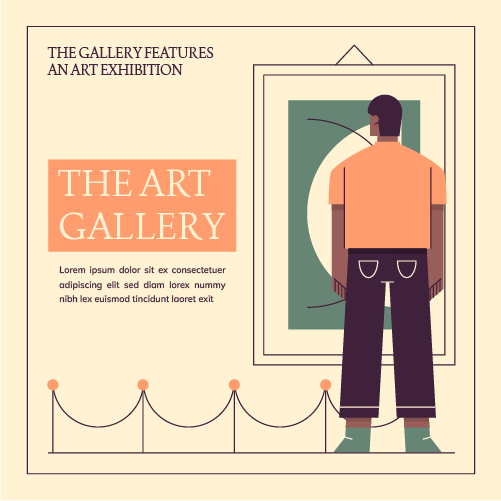 THE GALLERY FEATURES
AN ART EXHIBITION
THE ART
GALLERY
Lorem ipsum dolor sit ex consectetuer
adipiscing elit sed diam lorex nummy
nibh lex euismod tincidunt laoret exit